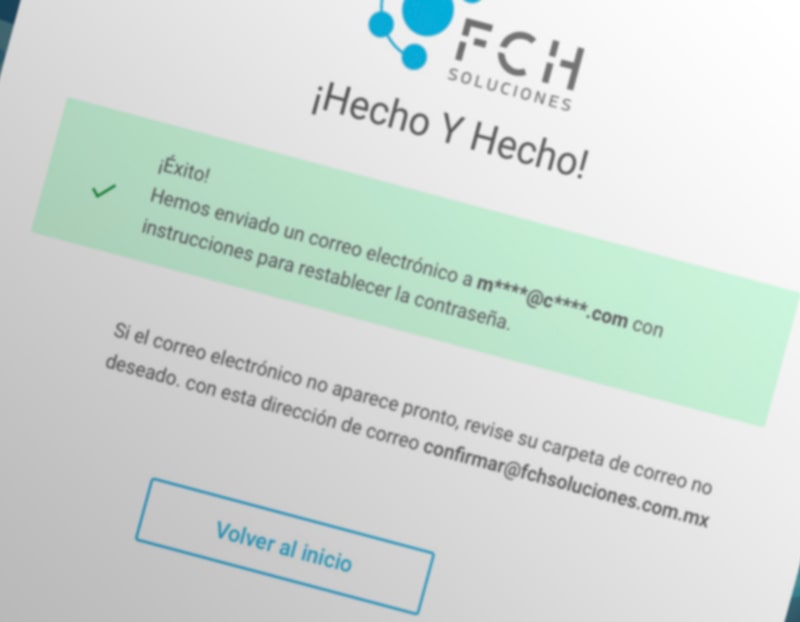 FCH
SOLUCIONES
¡Hecho Y Hecho!
¡Éxito!
Hemos enviado un correo electrónico a m****@c****.com con
instrucciones para restablecer la contraseña.
Si el correo electrónico no aparece pronto, revise su carpeta de correo no
deseado. con esta dirección de correo confirmar@fchsoluciones.com.mx
Volver al inicio